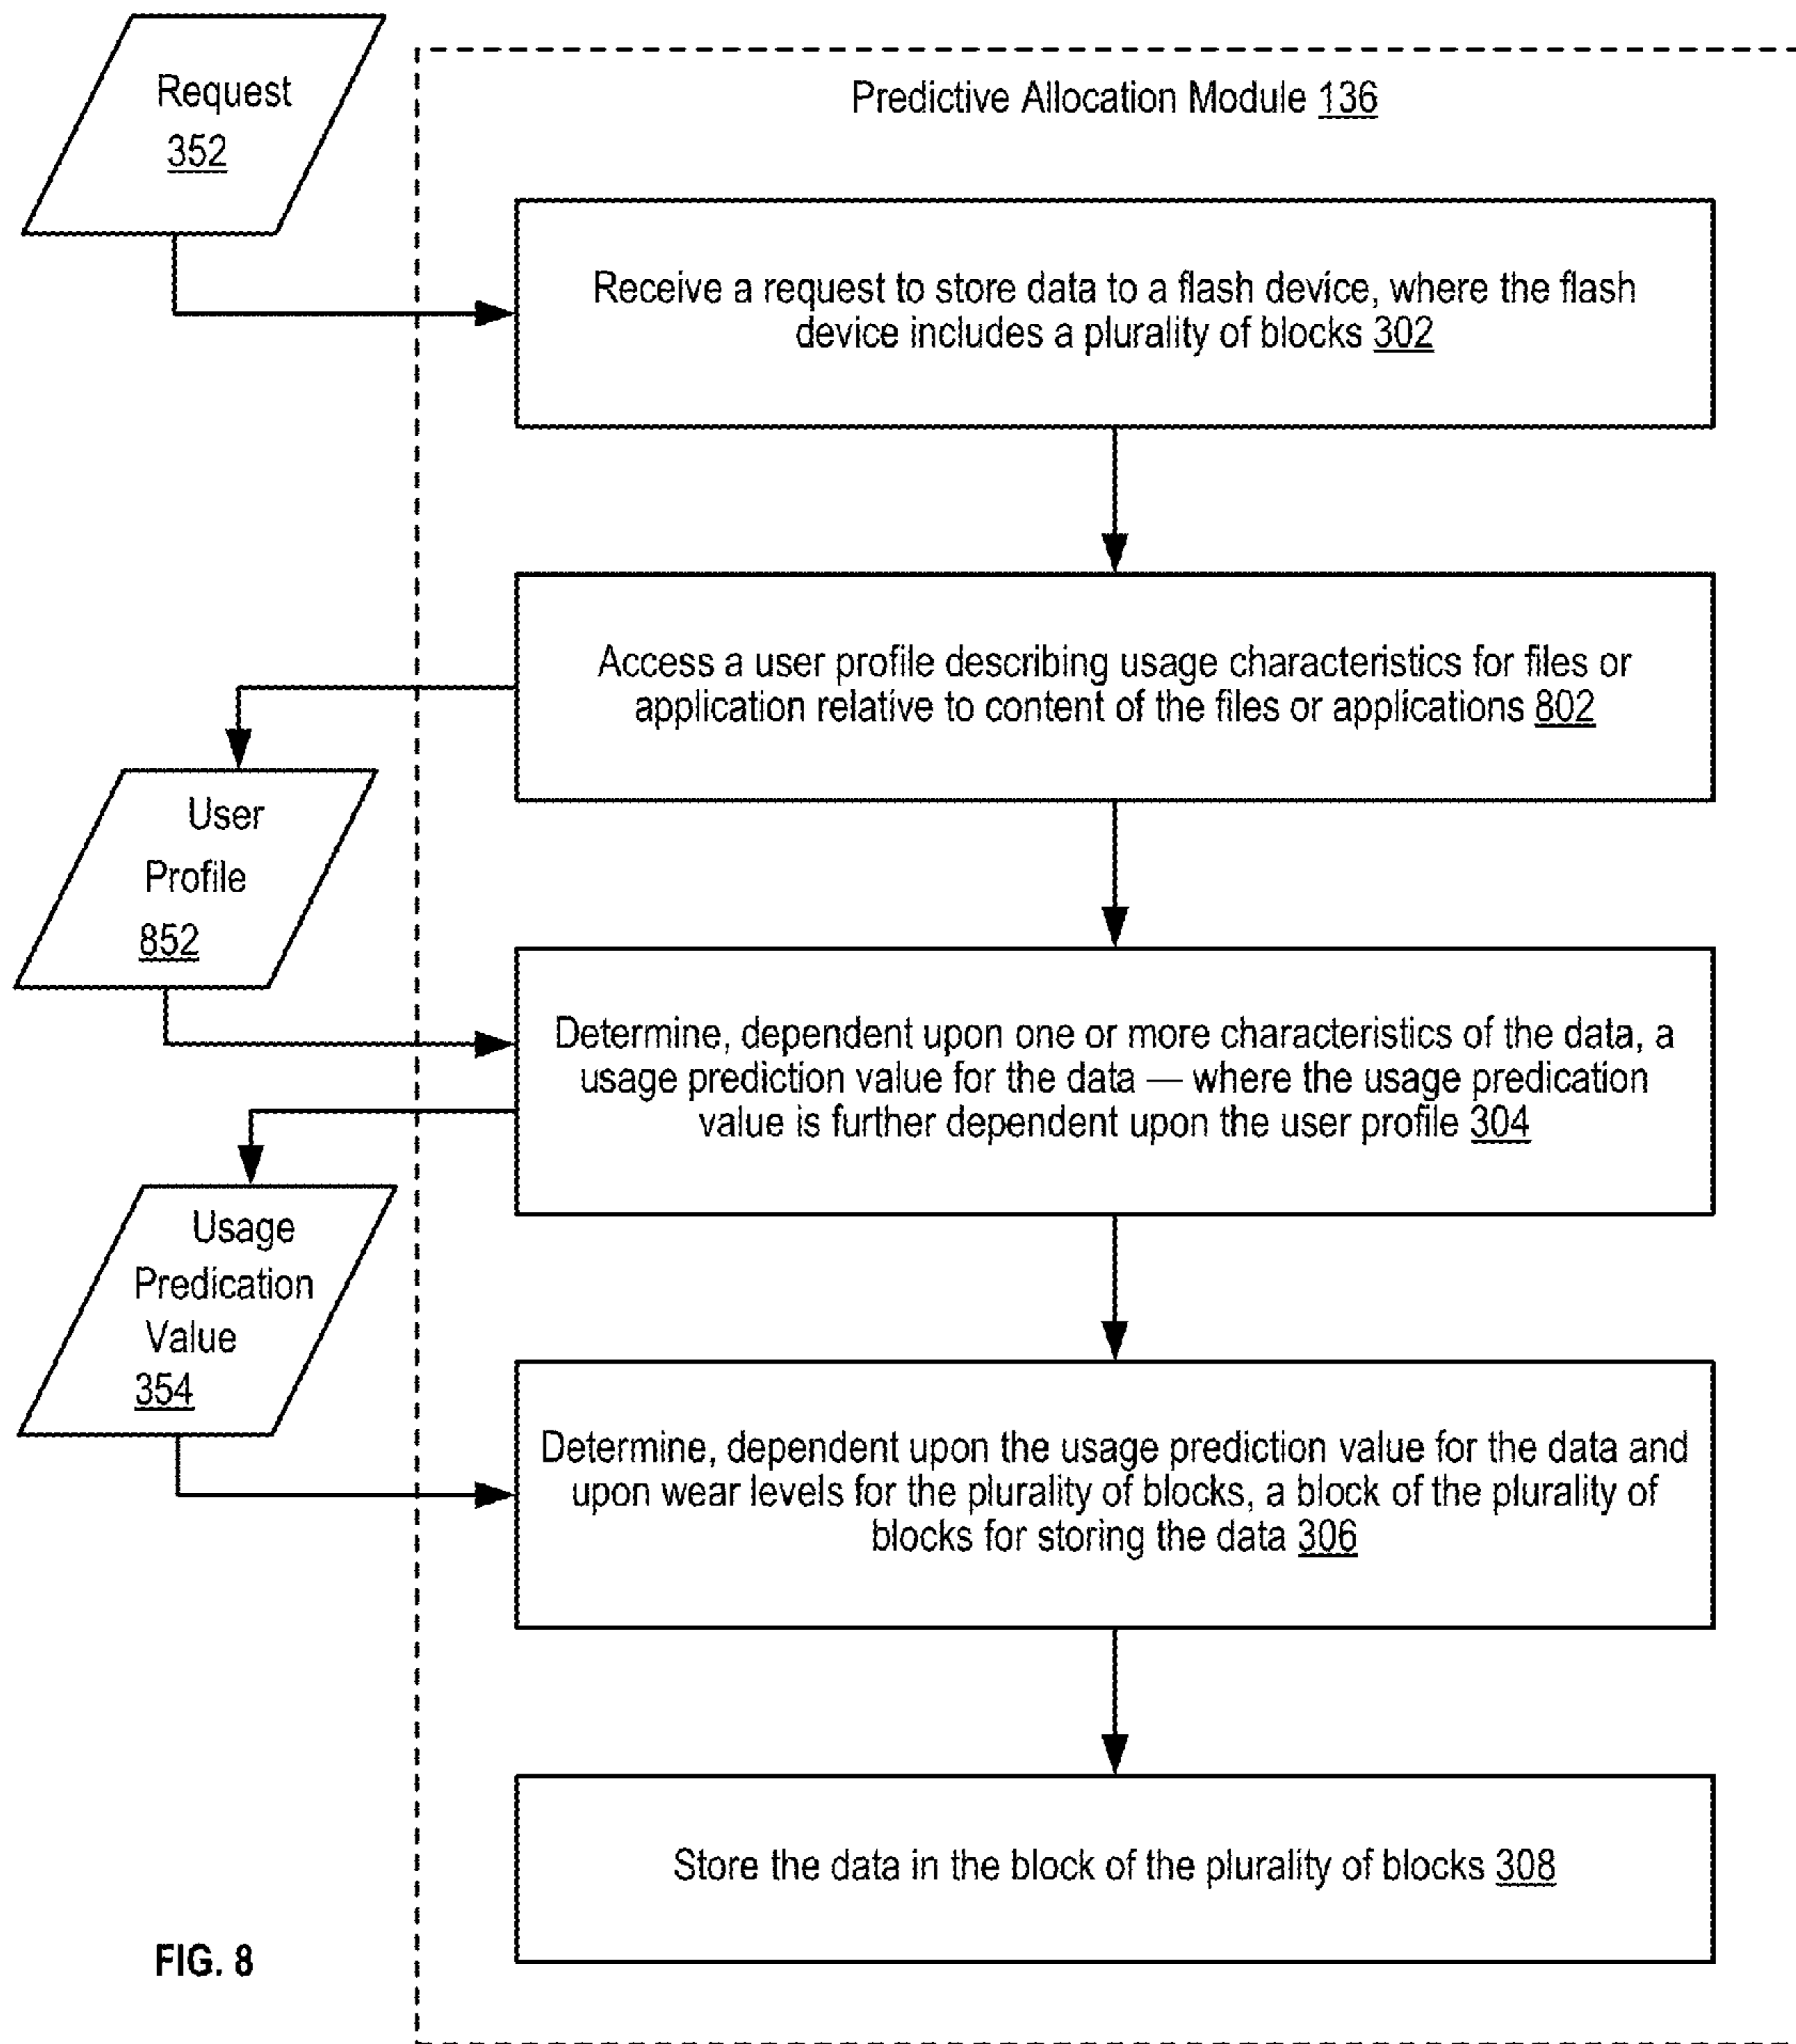 Request
352
Predictive Allocation Module 136
Receive a request to store data to a flash device, where the flash
device includes a plurality of blocks 302
Access a user profile describing usage characteristics for files or
application relative to content of the files or applications 802
User
Profile
852
Determine, dependent upon one or more characteristics of the data, a
usage prediction value for the data — where the usage predication
value is further dependent upon the user profile 304
Usage
Predication
Value
354
Determine, dependent upon the usage prediction value for the data and
upon wear levels for the plurality of blocks, a block of the plurality of
blocks for storing the data 306
Store the data in the block of the plurality of blocks 308
FIG. 8